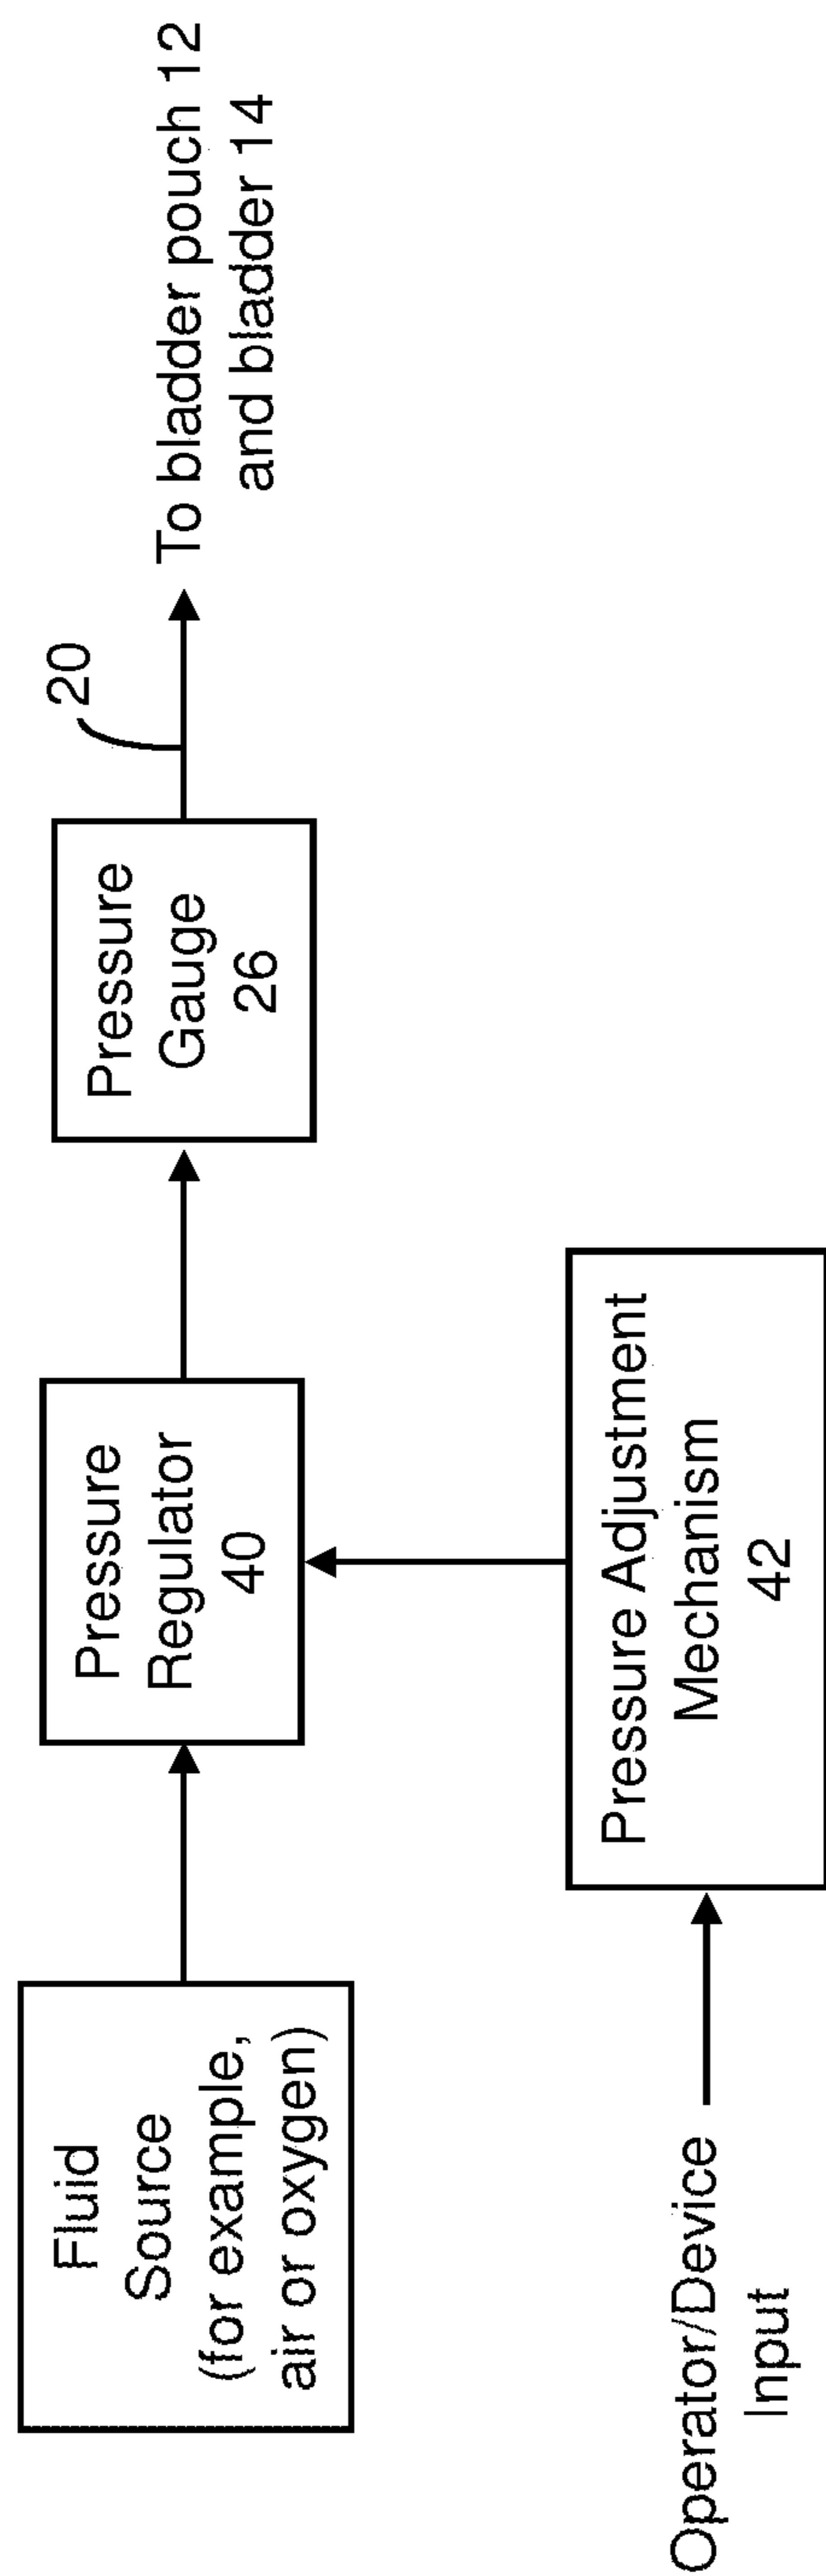 Fluid
Source
(for example,
air or oxygen)
Pressure
Regulator
40
Pressure
Gauge
26
20
To bladder pouch 12
and bladder 14
Operator/Device
Input
Pressure Adjustment
Mechanism
42